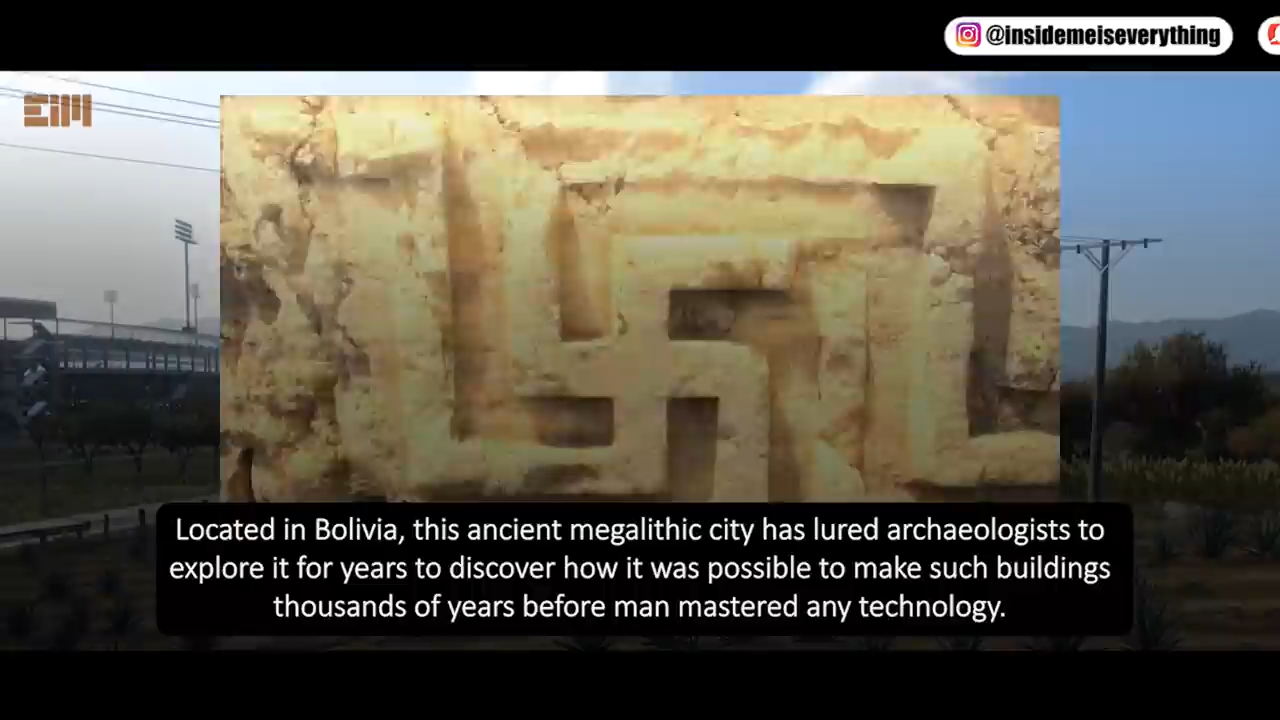 @insidemeiseverything
EIM
Located in Bolivia, this ancient megalithic city has lured archaeologists to
explore it for years to discover how it was possible to make such buildings
thousands of years before man mastered any technology.